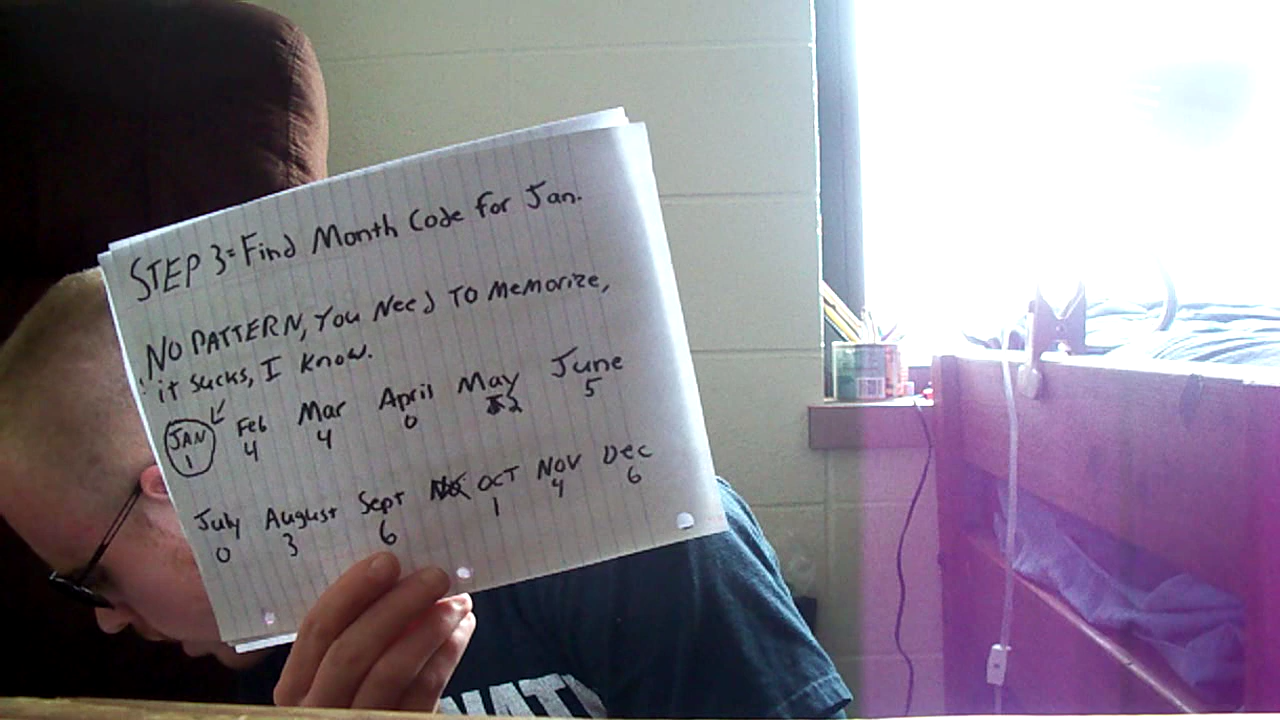 STEP 3= Find Month Code for Jan.
NO PATTERN, You Need TO Memorize,
it sucks, I know.
JAN Feb Mar April May June
1 4 4 0 2 5
July August Sept OCT NOV Dec
0 3 6 1 4 6
NATI